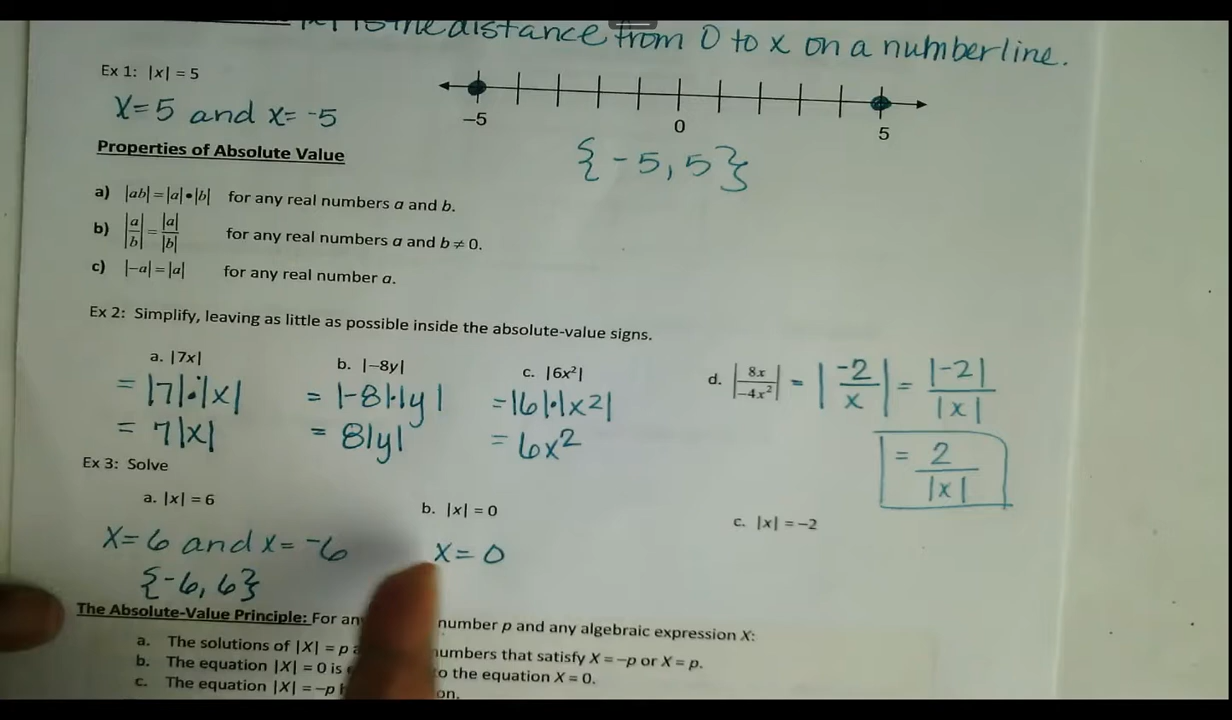 is the distance from 0 to x on a number line.
Ex 1: |x| = 5
x = 5 and x = -5
-5 0 5
{-5, 5}
Properties of Absolute Value
a) |ab| = |a|•|b| for any real numbers a and b.
b) |a/b| = |a|/|b| for any real numbers a and b ≠ 0.
c) |-a| = |a| for any real number a.
Ex 2: Simplify, leaving as little as possible inside the absolute-value signs.
a. |7x|
= |7|•|x|
= 7|x|
b. |-8y|
= |-8|•|y|
= 8|y|
c. |6x²|
= |6|•|x²|
= 6x²
d. |8x/-4x²| = |-2/x| = |-2|/|x|
= 2/|x|
Ex 3: Solve
a. |x| = 6
x = 6 and x = -6
{-6, 6}
b. |x| = 0
x = 0
c. |x| = -2
The Absolute-Value Principle: For any number p and any algebraic expression X:
a. The solutions of |X| = p numbers that satisfy X = -p or X = p.
b. The equation |X| = 0 is to the equation X = 0.
c. The equation |X| = -p